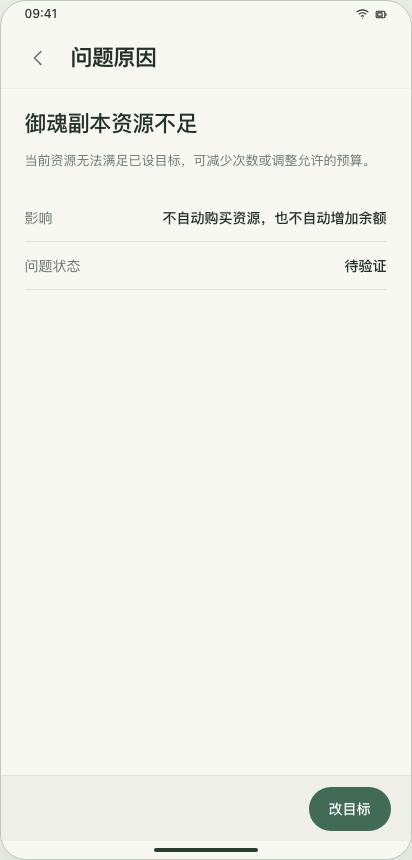 09:41
问题原因
御魂副本资源不足
当前资源无法满足已设目标，可减少次数或调整允许的预算。
影响 不自动购买资源，也不自动增加余额
问题状态 待验证
改目标